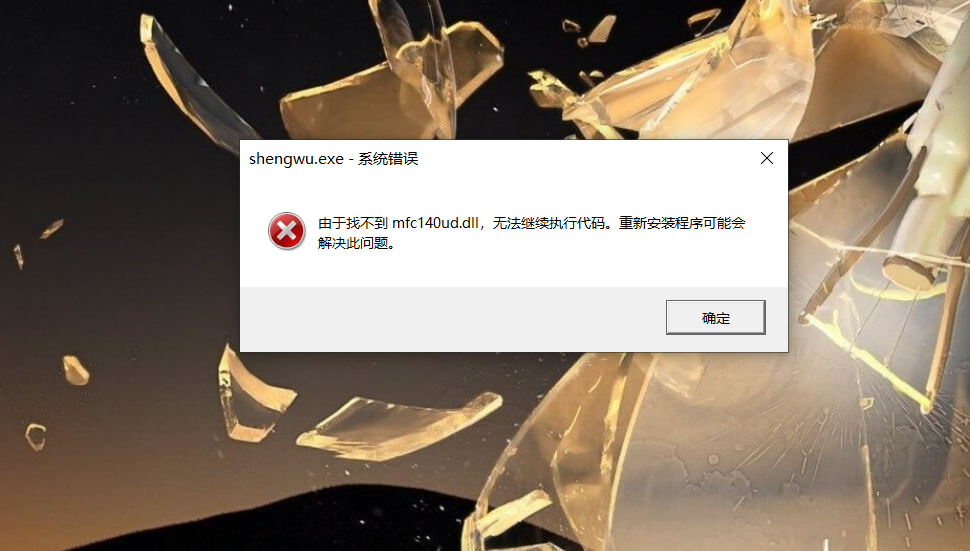 shengwu.exe - 系统错误
由于找不到 mfc140ud.dll，无法继续执行代码。重新安装程序可能会
解决此问题。
确定